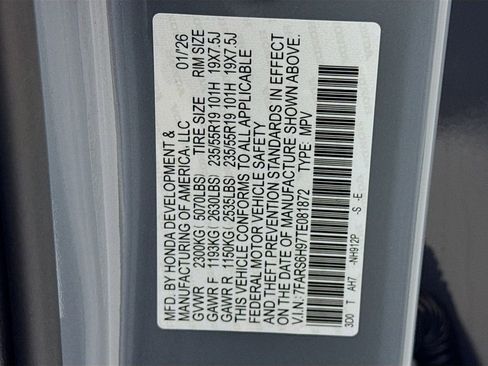 MFD. BY HONDA DEVELOPMENT &
MANUFACTURING OF AMERICA, LLC 01/26
GVWR 2300KG (5070LBS) TIRE SIZE RIM SIZE
GAWR F 1193KG (2630LBS) 235/55R19 101H 19X7.5J
GAWR R 1150KG (2535LBS) 235/55R19 101H 19X7.5J
THIS VEHICLE CONFORMS TO ALL APPLICABLE
FEDERAL MOTOR VEHICLE SAFETY
AND THEFT PREVENTION STANDARDS IN EFFECT
ON THE DATE OF MANUFACTURE SHOWN ABOVE.
V.I.N.: 7FARS6H97TE081872 TYPE: MPV
3D0 T AH7 -NH912P -S -E